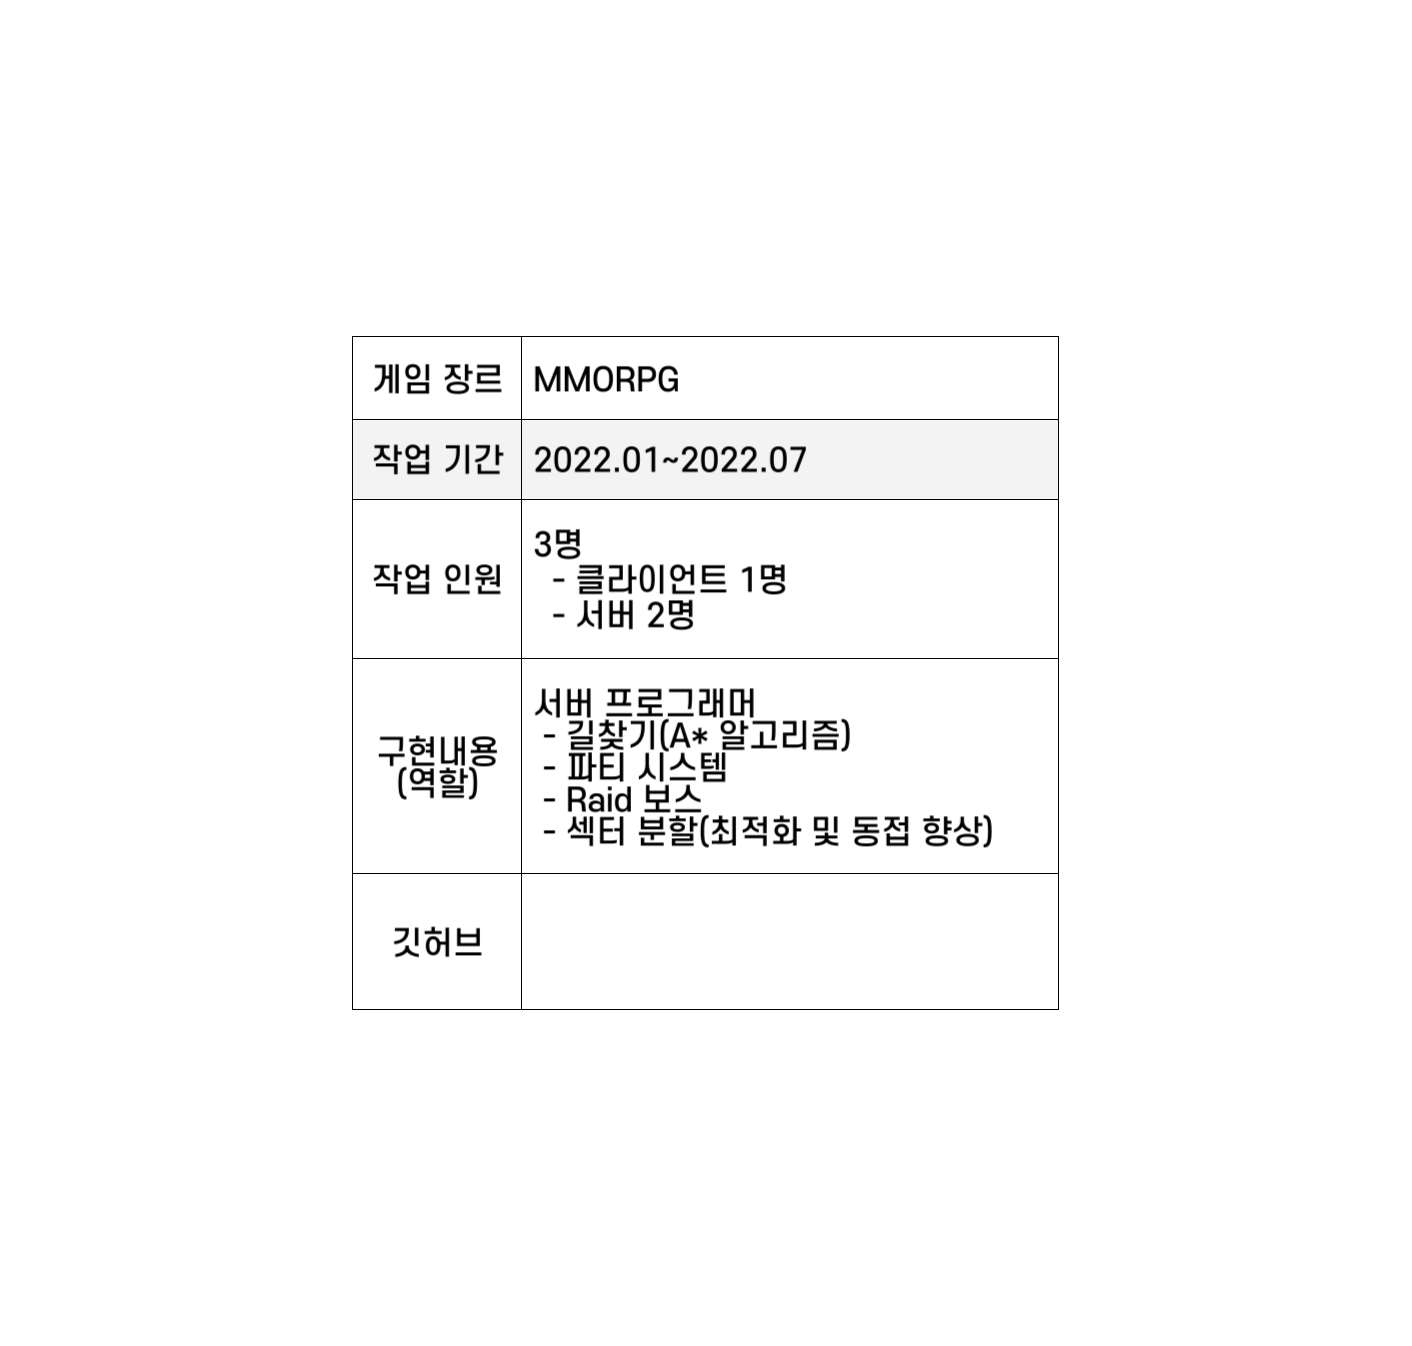 게임 장르 MMORPG
작업 기간 2022.01~2022.07
작업 인원
3명
- 클라이언트 1명
- 서버 2명
구현내용
(역할)
서버 프로그래머
- 길찾기(A* 알고리즘)
- 파티 시스템
- Raid 보스
- 섹터 분할(최적화 및 동접 향상)
깃허브